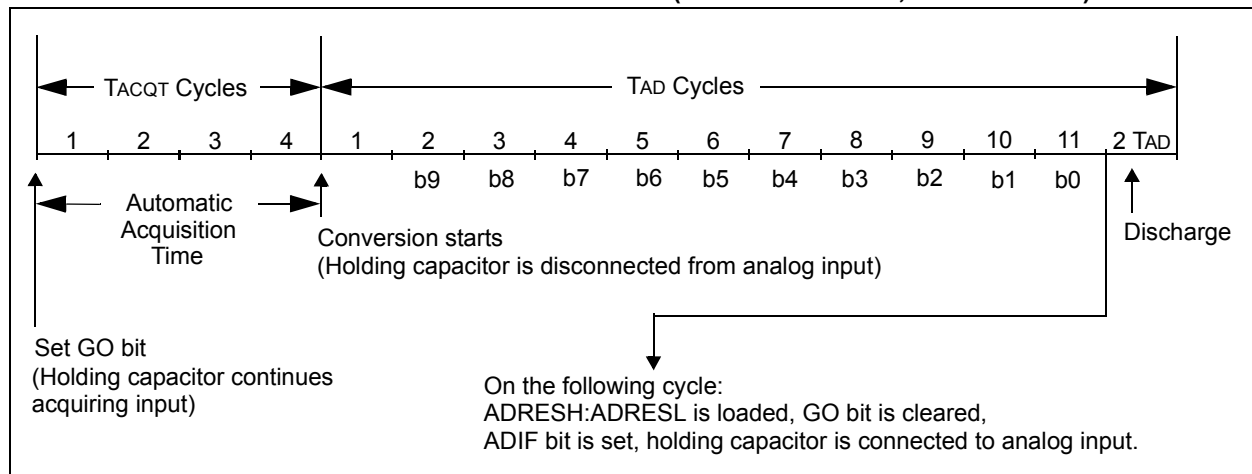 TACQT Cycles
TAD Cycles
1 2 3 4 1 2 3 4 5 6 7 8 9 10 11 2 TAD
b9 b8 b7 b6 b5 b4 b3 b2 b1 b0
Automatic
Acquisition
Time
Conversion starts
(Holding capacitor is disconnected from analog input)
Discharge
Set GO bit
(Holding capacitor continues
acquiring input)
On the following cycle:
ADRESH:ADRESL is loaded, GO bit is cleared,
ADIF bit is set, holding capacitor is connected to analog input.